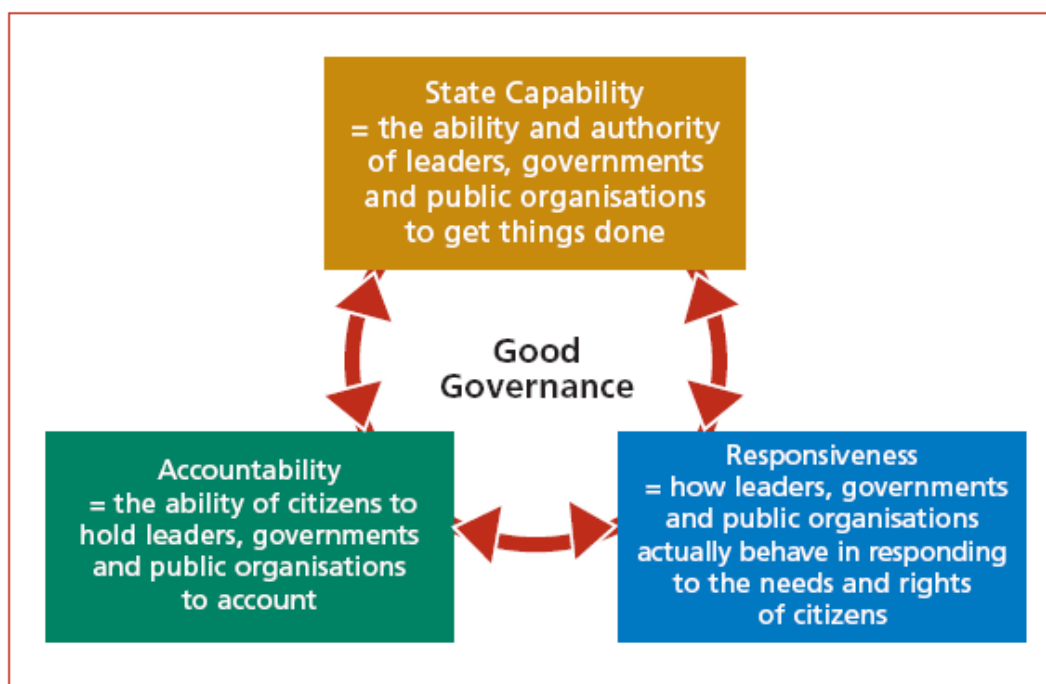 State Capability
= the ability and authority
of leaders, governments
and public organisations
to get things done
Good
Governance
Accountability
= the ability of citizens to
hold leaders, governments
and public organisations
to account
Responsiveness
= how leaders, governments
and public organisations
actually behave in responding
to the needs and rights
of citizens